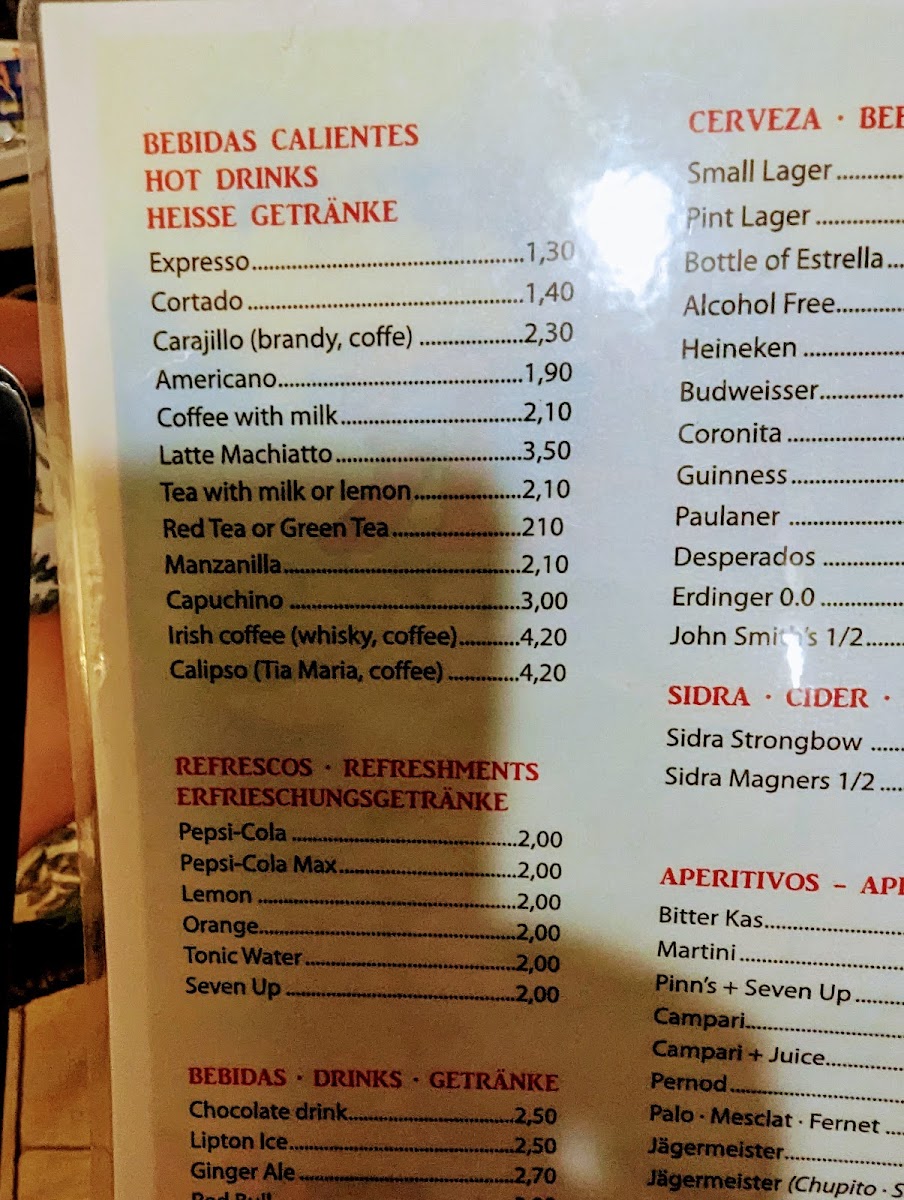 BEBIDAS CALIENTES
HOT DRINKS
HEISSE GETRÄNKE
Expresso 1,30
Cortado 1,40
Carajillo (brandy, coffe) 2,30
Americano 1,90
Coffee with milk 2,10
Latte Machiatto 3,50
Tea with milk or lemon 2,10
Red Tea or Green Tea 210
Manzanilla 2,10
Capuchino 3,00
Irish coffee (whisky, coffee) 4,20
Calipso (Tia Maria, coffee) 4,20
REFRESCOS · REFRESHMENTS
ERFRIESCHUNGSGETRÄNKE
Pepsi-Cola 2,00
Pepsi-Cola Max 2,00
Lemon 2,00
Orange 2,00
Tonic Water 2,00
Seven Up 2,00
BEBIDAS · DRINKS · GETRÄNKE
Chocolate drink 2,50
Lipton Ice 2,50
Ginger Ale 2,70
Red Bull
CERVEZA ·
Small Lager
Pint Lager
Bottle of Estrella
Alcohol Free
Heineken
Budweisser
Coronita
Guinness
Paulaner
Desperados
Erdinger 0.0
John Smith's 1/2
SIDRA · CIDER ·
Sidra Strongbow
Sidra Magners 1/2
APERITIVOS -
Bitter Kas
Martini
Pinn's + Seven Up
Campari
Campari + Juice
Pernod
Palo · Mesclat · Fernet
Jägermeister
Jägermeister (Chupito ·